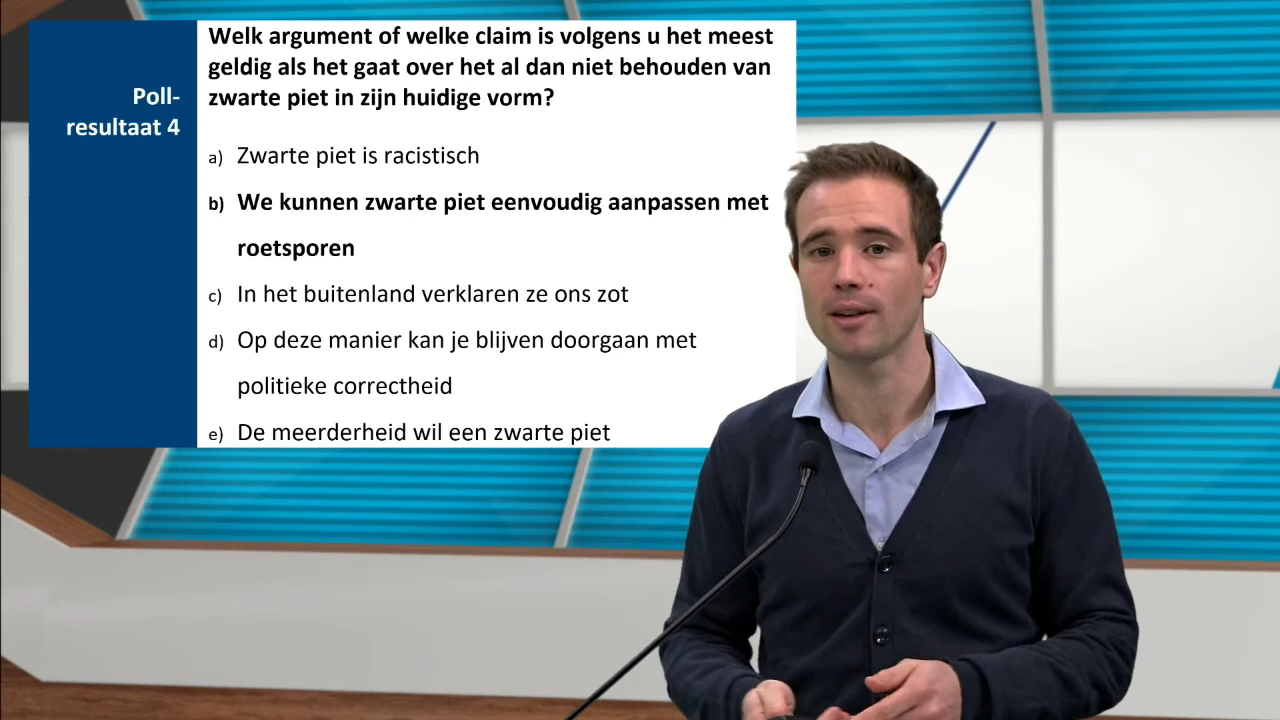 Poll-
resultaat 4
Welk argument of welke claim is volgens u het meest
geldig als het gaat over het al dan niet behouden van
zwarte piet in zijn huidige vorm?
a) Zwarte piet is racistisch
b) We kunnen zwarte piet eenvoudig aanpassen met
roetsporen
c) In het buitenland verklaren ze ons zot
d) Op deze manier kan je blijven doorgaan met
politieke correctheid
e) De meerderheid wil een zwarte piet